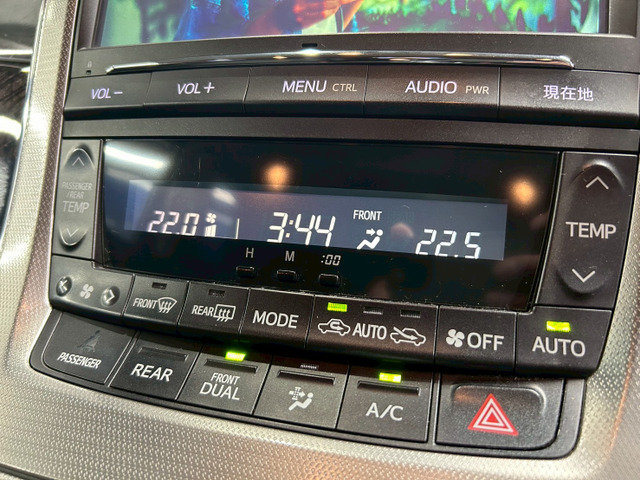 VOL− VOL+ MENU CTRL AUDIO PWR 現在地
PASSENGER
/REAR
TEMP
22.0 3:44 FRONT 22.5
H M :00
TEMP
FRONT REAR MODE AUTO OFF AUTO
PASSENGER REAR FRONT DUAL A/C